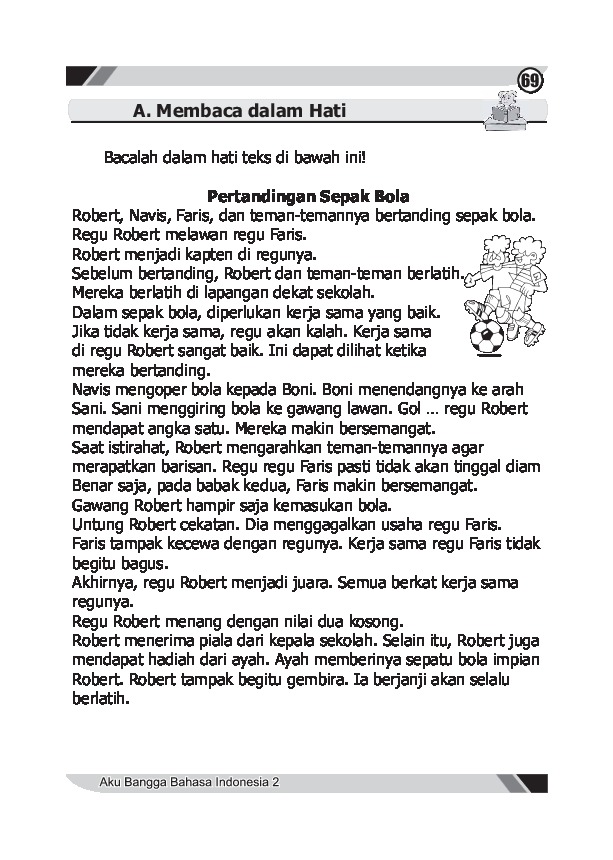 69
A. Membaca dalam Hati
Bacalah dalam hati teks di bawah ini!
Pertandingan Sepak Bola
Robert, Navis, Faris, dan teman-temannya bertanding sepak bola.
Regu Robert melawan regu Faris.
Robert menjadi kapten di regunya.
Sebelum bertanding, Robert dan teman-teman berlatih.
Mereka berlatih di lapangan dekat sekolah.
Dalam sepak bola, diperlukan kerja sama yang baik.
Jika tidak kerja sama, regu akan kalah. Kerja sama
di regu Robert sangat baik. Ini dapat dilihat ketika
mereka bertanding.
Navis mengoper bola kepada Boni. Boni menendangnya ke arah
Sani. Sani menggiring bola ke gawang lawan. Gol ... regu Robert
mendapat angka satu. Mereka makin bersemangat.
Saat istirahat, Robert mengarahkan teman-temannya agar
merapatkan barisan. Regu regu Faris pasti tidak akan tinggal diam
Benar saja, pada babak kedua, Faris makin bersemangat.
Gawang Robert hampir saja kemasukan bola.
Untung Robert cekatan. Dia menggagalkan usaha regu Faris.
Faris tampak kecewa dengan regunya. Kerja sama regu Faris tidak
begitu bagus.
Akhirnya, regu Robert menjadi juara. Semua berkat kerja sama
regunya.
Regu Robert menang dengan nilai dua kosong.
Robert menerima piala dari kepala sekolah. Selain itu, Robert juga
mendapat hadiah dari ayah. Ayah memberinya sepatu bola impian
Robert. Robert tampak begitu gembira. Ia berjanji akan selalu
berlatih.
Aku Bangga Bahasa Indonesia 2